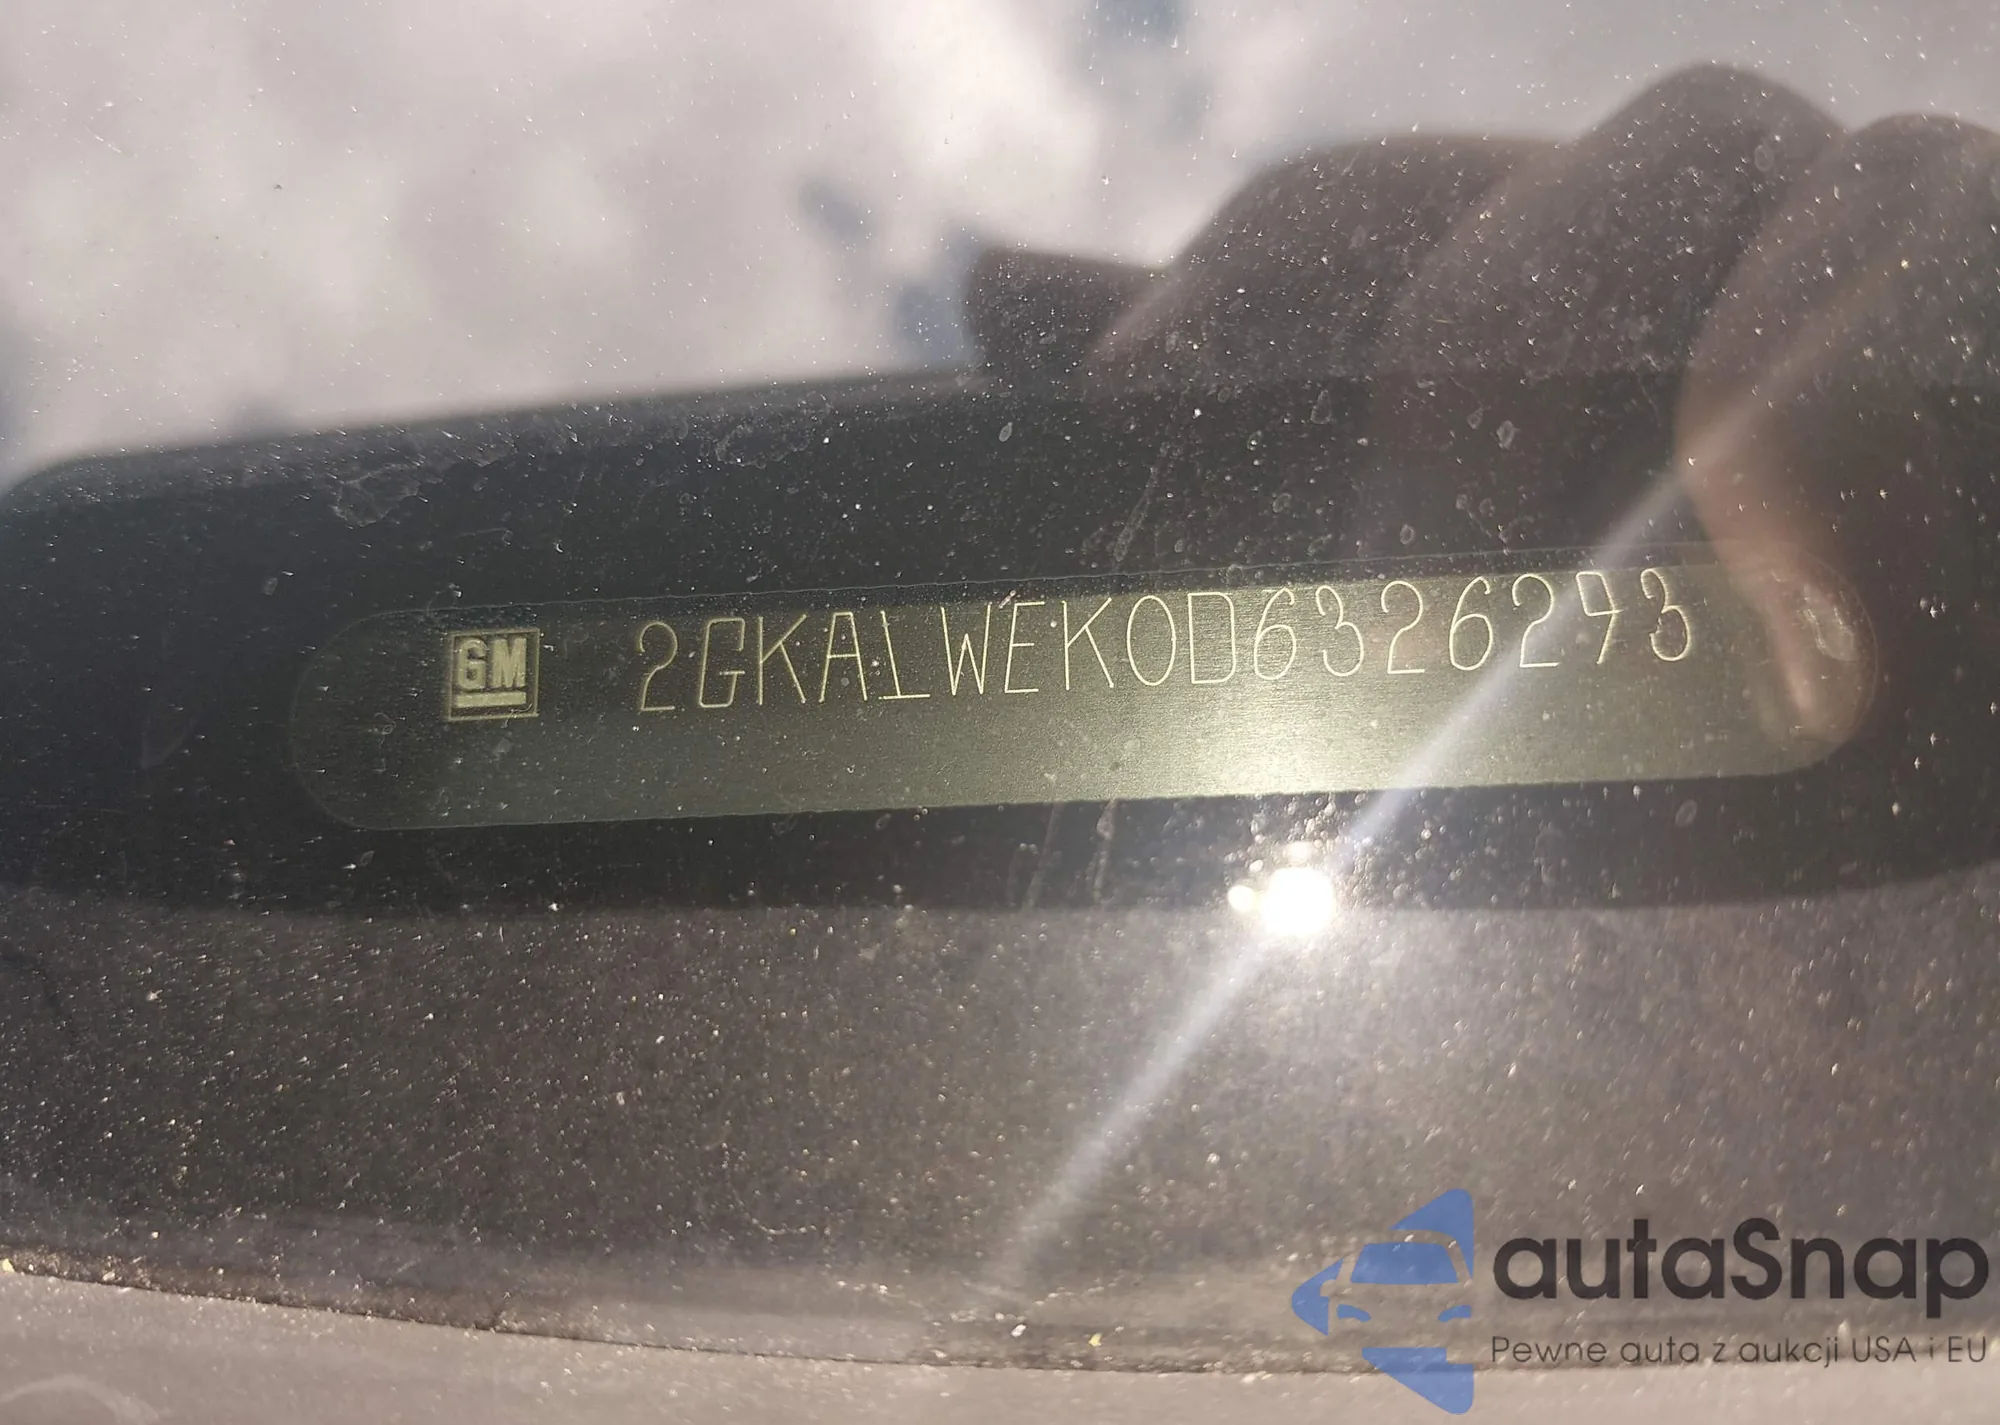 GM 2GKALWEK0D6326293
autaSnap
Pewne auta z aukcji USA i EU